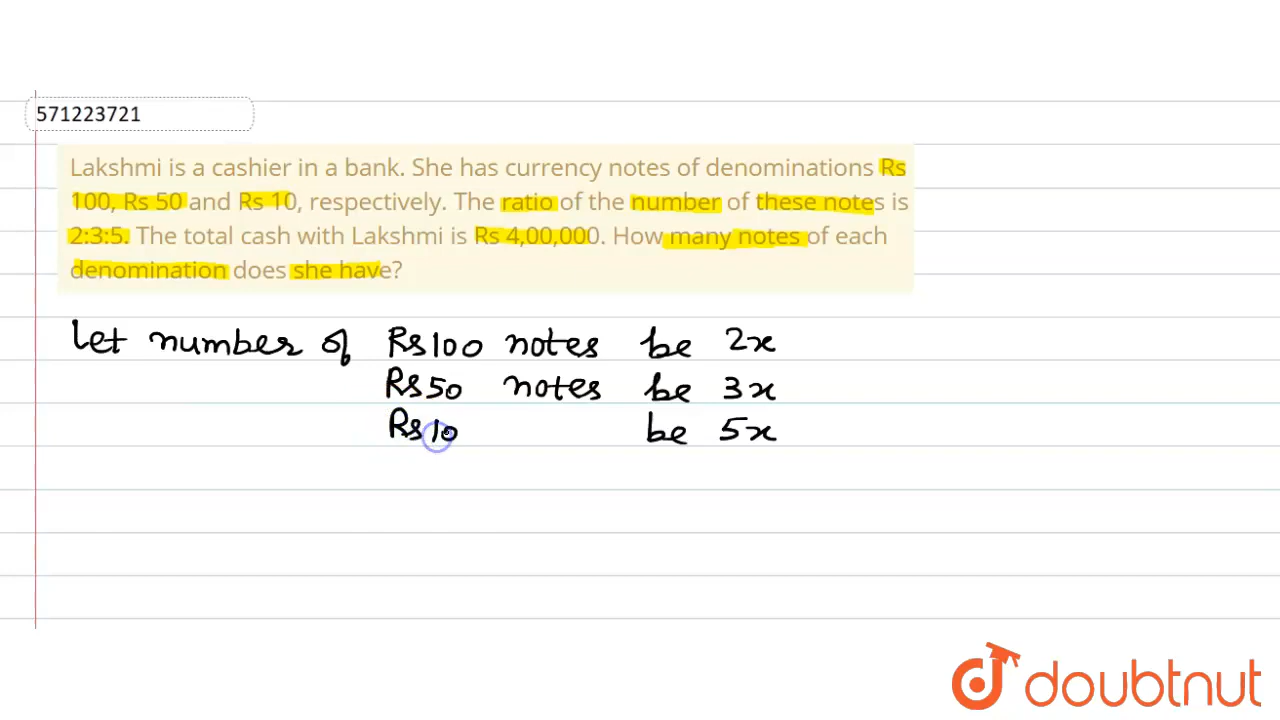 571223721
Lakshmi is a cashier in a bank. She has currency notes of denominations Rs
100, Rs 50 and Rs 10, respectively. The ratio of the number of these notes is
2:3:5. The total cash with Lakshmi is Rs 4,00,000. How many notes of each
denomination does she have?
Let number of Rs100 notes be 2x
Rs50 notes be 3x
Rs10 be 5x
doubtnut